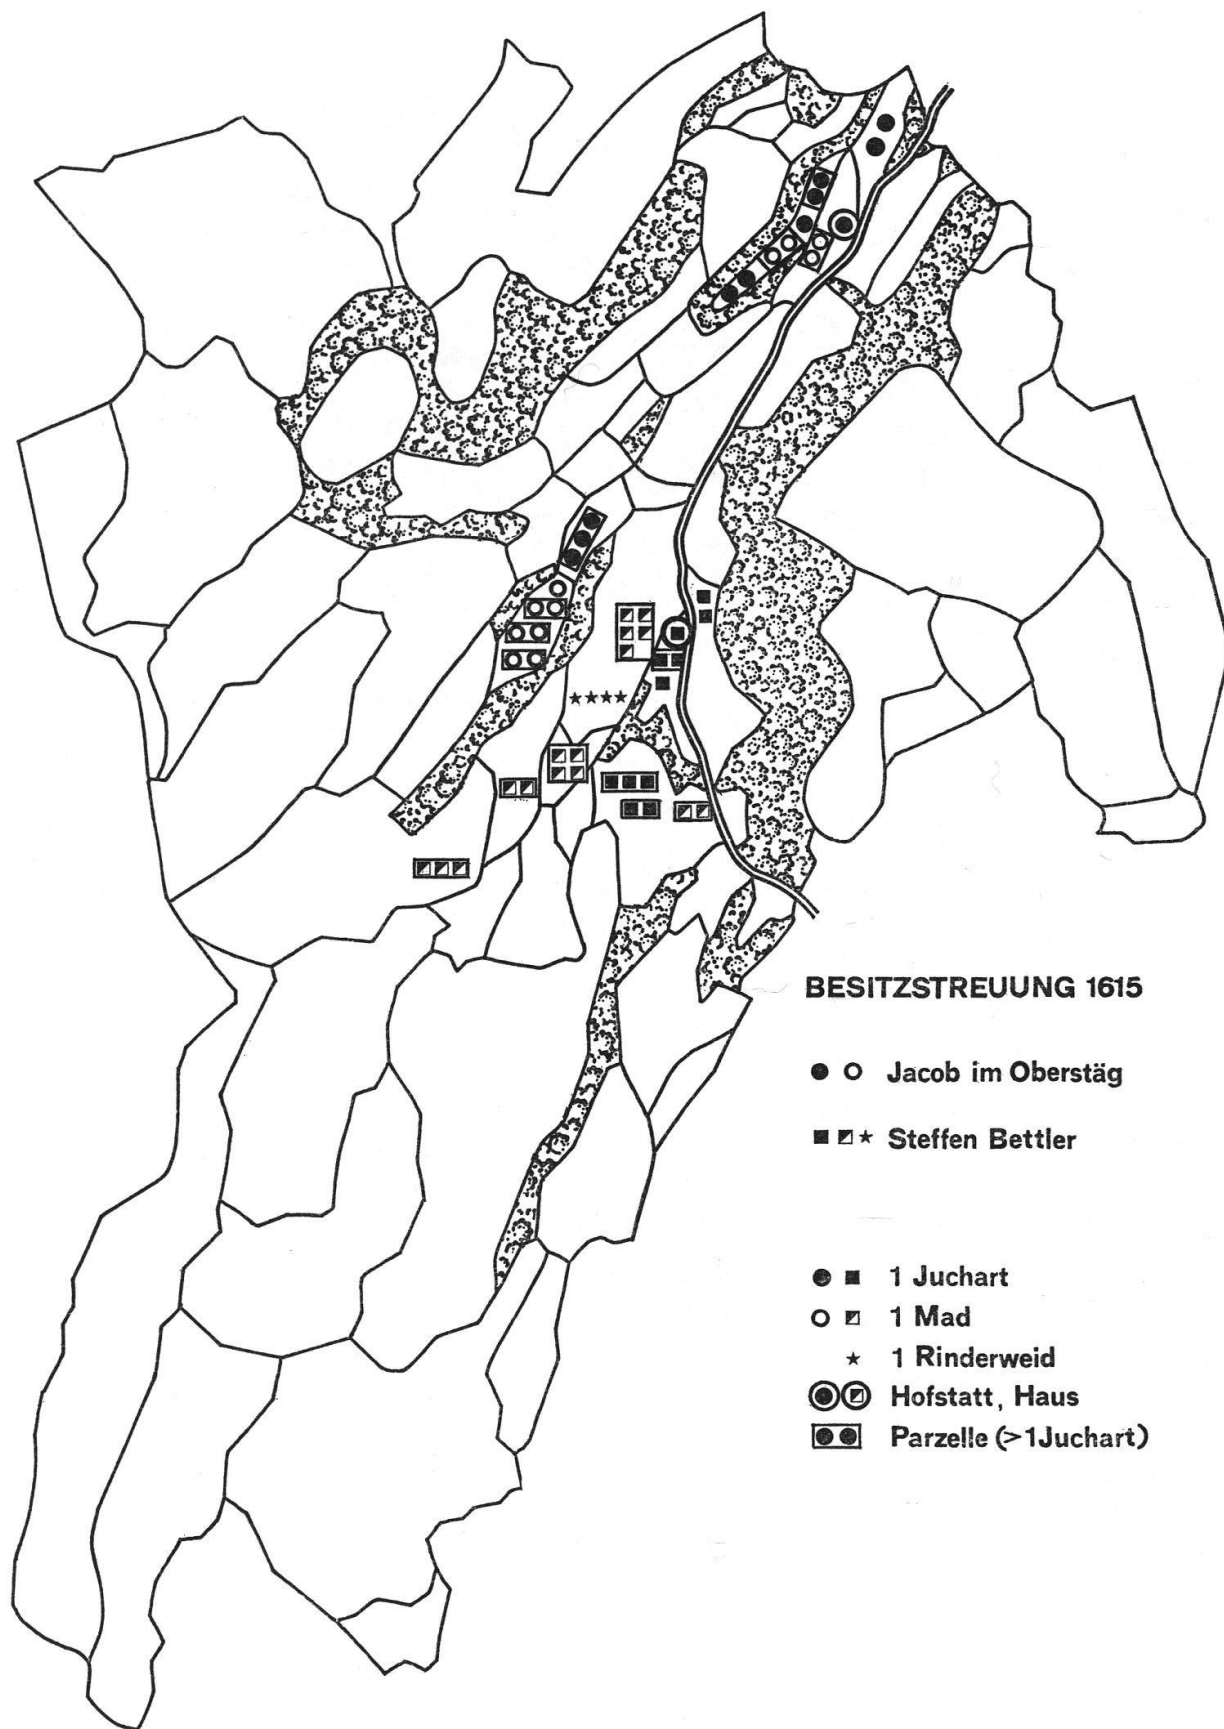 BESITZSTREUUNG 1615
Jacob im Oberstäg
Steffen Bettler
1 Juchart
1 Mad
1 Rinderweid
Hofstatt, Haus
Parzelle (>1Juchart)